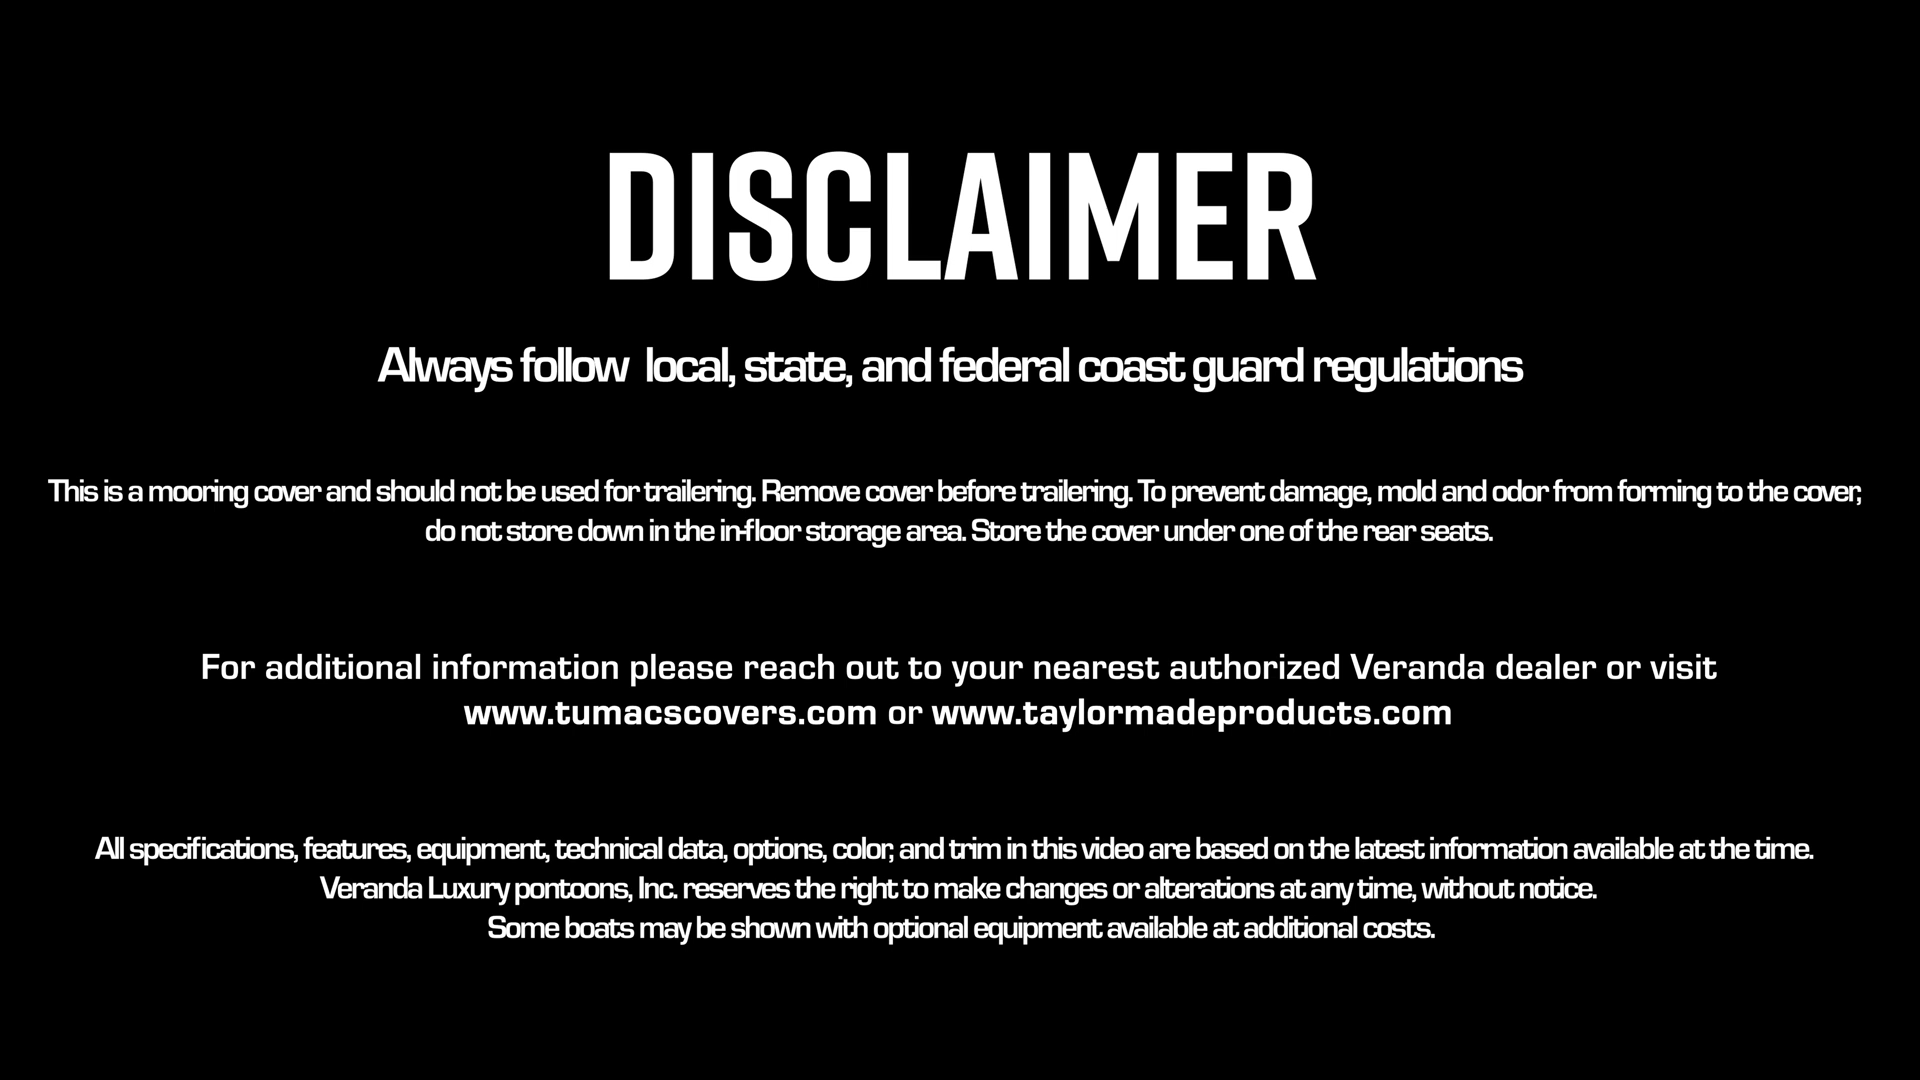 DISCLAIMER
Always follow local, state, and federal coast guard regulations
This is a mooring cover and should not be used for trailering. Remove cover before trailering. To prevent damage, mold and odor from forming to the cover,
do not store down in the in-floor storage area. Store the cover under one of the rear seats.
For additional information please reach out to your nearest authorized Veranda dealer or visit
www.tumacscovers.com or www.taylormadeproducts.com
All specifications, features, equipment, technical data, options, color, and trim in this video are based on the latest information available at the time.
Veranda Luxury pontoons, Inc. reserves the right to make changes or alterations at any time, without notice.
Some boats may be shown with optional equipment available at additional costs.